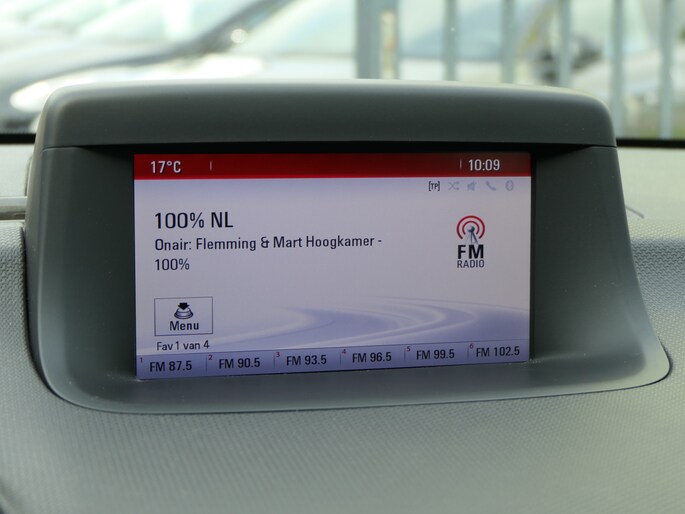 17°C 10:09
[TP]
100% NL
Onair: Flemming & Mart Hoogkamer -
100%
FM
RADIO
Menu
Fav 1 van 4
1 FM 87.5 2 FM 90.5 3 FM 93.5 4 FM 96.5 5 FM 99.5 6 FM 102.5